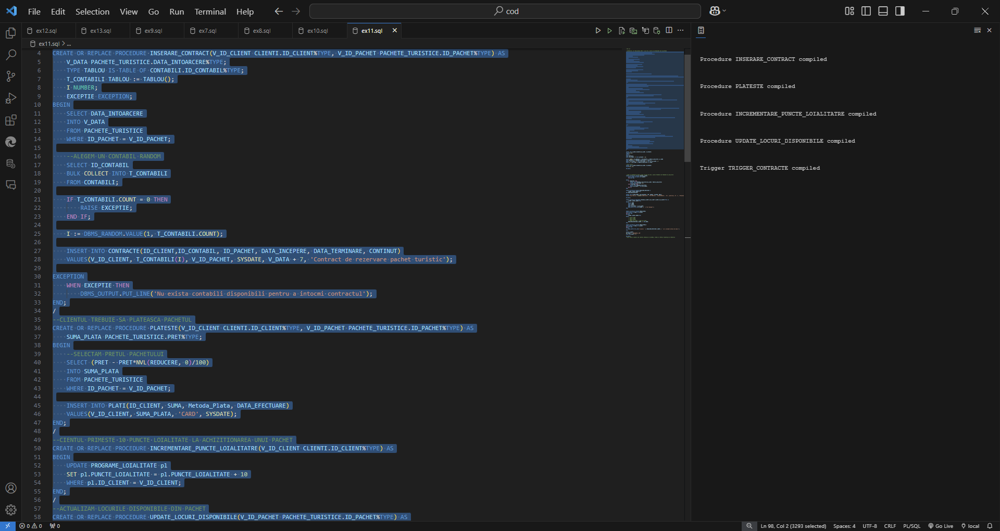 File Edit Selection View Go Run Terminal Help
cod
ex12.sql
ex13.sql
ex9.sql
ex7.sql
ex8.sql
ex10.sql
ex11.sql
ex11.sql > ...
4 CREATE OR REPLACE PROCEDURE INSERARE_CONTRACT(V_ID_CLIENT CLIENTI.ID_CLIENT%TYPE, V_ID_PACHET PACHETE_TURISTICE.ID_PACHET%TYPE) AS
5     V_DATA PACHETE_TURISTICE.DATA_INTOARCERE%TYPE;
6     TYPE TABLOU IS TABLE OF CONTABILI.ID_CONTABIL%TYPE;
7     T_CONTABILI TABLOU := TABLOU();
8     I NUMBER;
9     EXCEPTIE EXCEPTION;
10 BEGIN
11     SELECT DATA_INTOARCERE
12     INTO V_DATA
13     FROM PACHETE_TURISTICE
14     WHERE ID_PACHET = V_ID_PACHET;
15
16     --ALEGEM UN CONTABIL RANDOM
17     SELECT ID_CONTABIL
18     BULK COLLECT INTO T_CONTABILI
19     FROM CONTABILI;
20
21     IF T_CONTABILI.COUNT = 0 THEN
22         RAISE EXCEPTIE;
23     END IF;
24
25     I := DBMS_RANDOM.VALUE(1, T_CONTABILI.COUNT);
26
27     INSERT INTO CONTRACTE(ID_CLIENT,ID_CONTABIL, ID_PACHET, DATA_INCEPERE, DATA_TERMINARE, CONTINUT)
28     VALUES(V_ID_CLIENT, T_CONTABILI(I), V_ID_PACHET, SYSDATE, V_DATA + 7, 'Contract de rezervare pachet turistic');
29
30 EXCEPTION
31     WHEN EXCEPTIE THEN
32         DBMS_OUTPUT.PUT_LINE('Nu exista contabili disponibili pentru a intocmi contractul');
33 END;
34 /
35 --CLIENTUL TREBUIE SA PLATEASCA PACHETUL
36 CREATE OR REPLACE PROCEDURE PLATESTE(V_ID_CLIENT CLIENTI.ID_CLIENT%TYPE, V_ID_PACHET PACHETE_TURISTICE.ID_PACHET%TYPE) AS
37     SUMA_PLATA PACHETE_TURISTICE.PRET%TYPE;
38 BEGIN
39     --SELECTAM PRETUL PACHETULUI
40     SELECT (PRET - PRET*NVL(REDUCERE, 0)/100)
41     INTO SUMA_PLATA
42     FROM PACHETE_TURISTICE
43     WHERE ID_PACHET = V_ID_PACHET;
44
45     INSERT INTO PLATI(ID_CLIENT, SUMA, Metoda_Plata, DATA_EFECTUARE)
46     VALUES(V_ID_CLIENT, SUMA_PLATA, 'CARD', SYSDATE);
47 END;
48 /
49 --CIENTUL PRIMESTE 10 PUNCTE LOIALITATE LA ACHIZITIONAREA UNUI PACHET
50 CREATE OR REPLACE PROCEDURE INCREMENTARE_PUNCTE_LOIALITATRE(V_ID_CLIENT CLIENTI.ID_CLIENT%TYPE) AS
51 BEGIN
52     UPDATE PROGRAME_LOIALITATE pl
53     SET pl.PUNCTE_LOIALITATE = pl.PUNCTE_LOIALITATE + 10
54     WHERE pl.ID_CLIENT = V_ID_CLIENT;
55 END;
56 /
57 --ACTUALIZAM LOCURILE DISPONIBILE DIN PACHET
58 CREATE OR REPLACE PROCEDURE UPDATE_LOCURI_DISPONIBILE(V_ID_PACHET PACHETE_TURISTICE.ID_PACHET%TYPE) AS
Procedure INSERARE_CONTRACT compiled
Procedure PLATESTE compiled
Procedure INCREMENTARE_PUNCTE_LOIALITATRE compiled
Procedure UPDATE_LOCURI_DISPONIBILE compiled
Trigger TRIGGER_CONTRACTE compiled
0 0 0 Ln 98, Col 2 (3293 selected) Spaces: 4 UTF-8 CRLF PL/SQL Go Live local